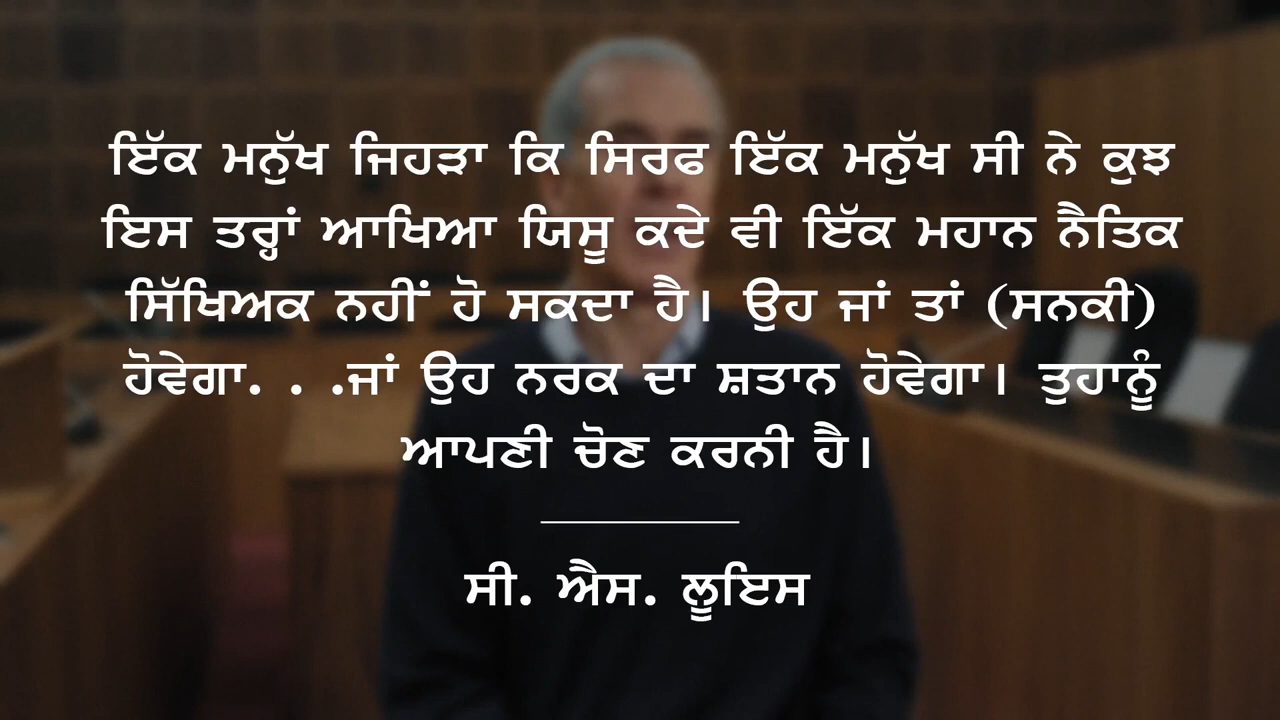 ਇੱਕ ਮਨੁੱਖ ਜਿਹੜਾ ਕਿ ਸਿਰਫ ਇੱਕ ਮਨੁੱਖ ਸੀ ਨੇ ਕੁਝ
ਇਸ ਤਰ੍ਹਾਂ ਆਖਿਆ ਯਿਸੂ ਕਦੇ ਵੀ ਇੱਕ ਮਹਾਨ ਨੈਤਿਕ
ਸਿੱਖਿਅਕ ਨਹੀਂ ਹੋ ਸਕਦਾ ਹੈ। ਉਹ ਜਾਂ ਤਾਂ (ਸਨਕੀ)
ਹੋਵੇਗਾ. . .ਜਾਂ ਉਹ ਨਰਕ ਦਾ ਸ਼ਤਾਨ ਹੋਵੇਗਾ। ਤੁਹਾਨੂੰ
ਆਪਣੀ ਚੋਣ ਕਰਨੀ ਹੈ।
ਸੀ. ਐਸ. ਲੂਇਸ